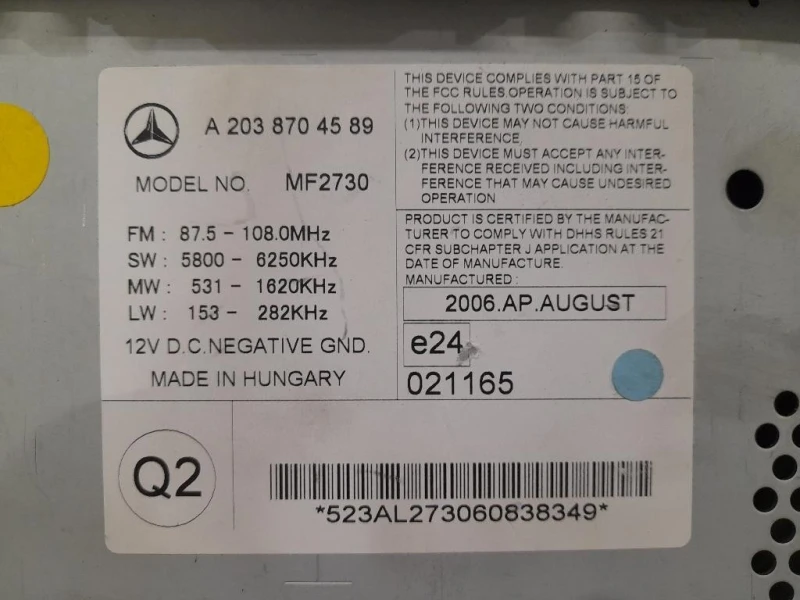 A 203 870 45 89
MODEL NO. MF2730
FM : 87.5 - 108.0MHz
SW : 5800 - 6250KHz
MW : 531 - 1620KHz
LW : 153 - 282KHz
12V D.C.NEGATIVE GND.
MADE IN HUNGARY
THIS DEVICE COMPLIES WITH PART 15 OF
THE FCC RULES.OPERATION IS SUBJECT TO
THE FOLLOWING TWO CONDITIONS:
(1)THIS DEVICE MAY NOT CAUSE HARMFUL
INTERFERENCE,
(2)THIS DEVICE MUST ACCEPT ANY INTER-
FERENCE RECEIVED INCLUDING INTER-
FERENCE THAT MAY CAUSE UNDESIRED
OPERATION.
PRODUCT IS CERTIFIED BY THE MANUFAC-
TURER TO COMPLY WITH DHHS RULES 21
CFR SUBCHAPTER J APPLICATION AT THE
DATE OF MANUFACTURE.
MANUFACTURED :
2006.AP.AUGUST
e24
021165
Q2
*523AL273060838349*